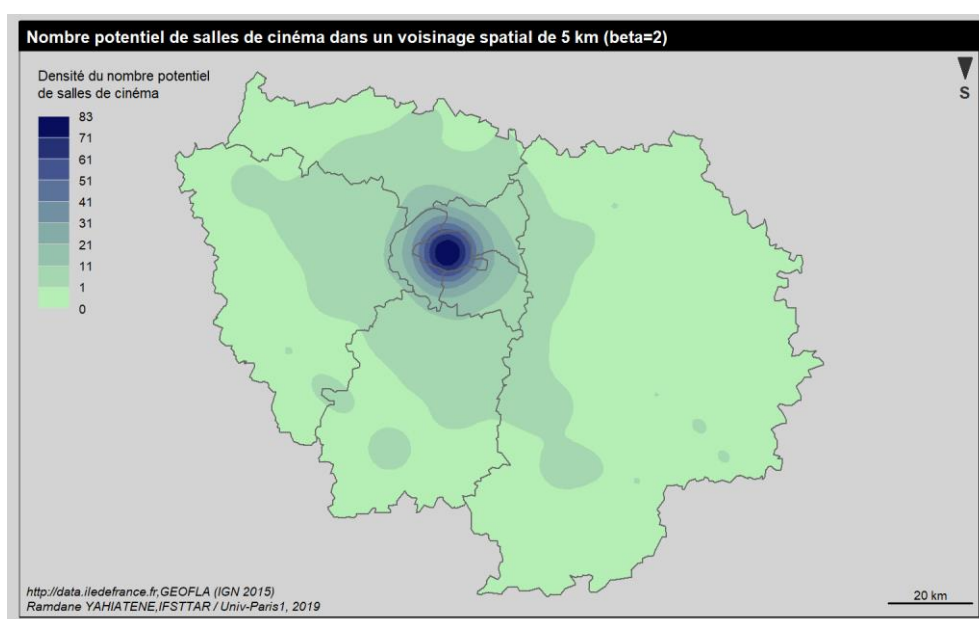 Nombre potentiel de salles de cinéma dans un voisinage spatial de 5 km (beta=2)
Densité du nombre potentiel
de salles de cinéma
83
71
61
51
41
31
21
11
1
0
S
http://data.iledefrance.fr,GEOFLA (IGN 2015)
Ramdane YAHIATENE,IFSTTAR / Univ-Paris1, 2019
20 km